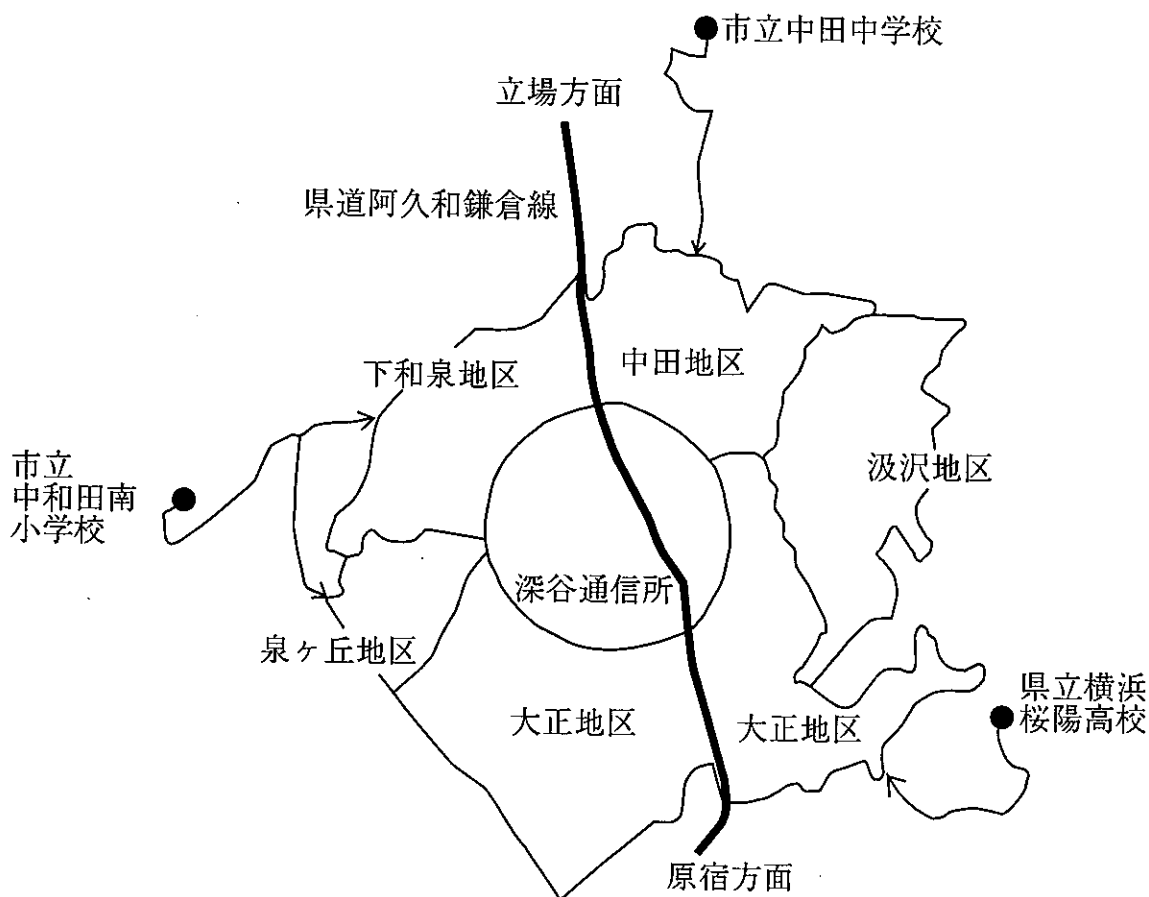 市立中田中学校
立場方面
県道阿久和鎌倉線
中田地区
下和泉地区
汲沢地区
市立
中和田南
小学校
深谷通信所
泉ヶ丘地区
県立横浜
桜陽高校
大正地区
大正地区
原宿方面